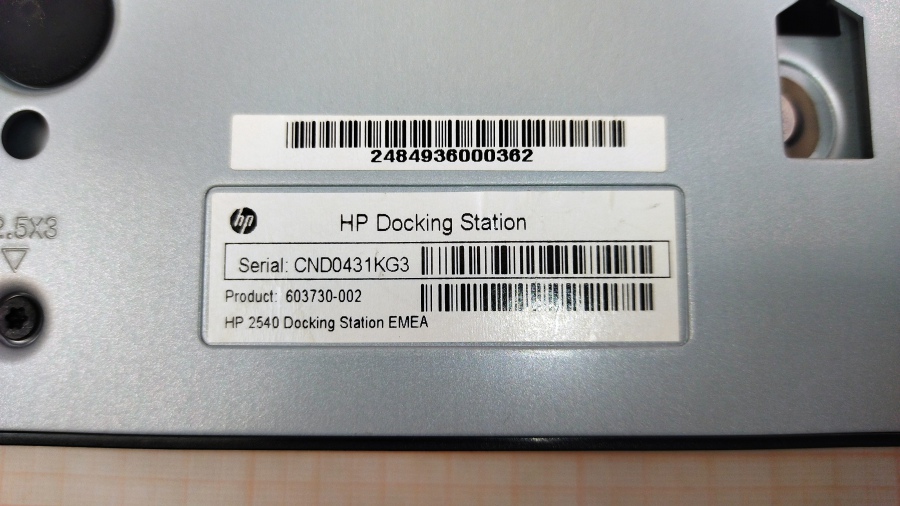 2484936000362
hp
HP Docking Station
Serial: CND0431KG3
Product: 603730-002
HP 2540 Docking Station EMEA
2.5X3